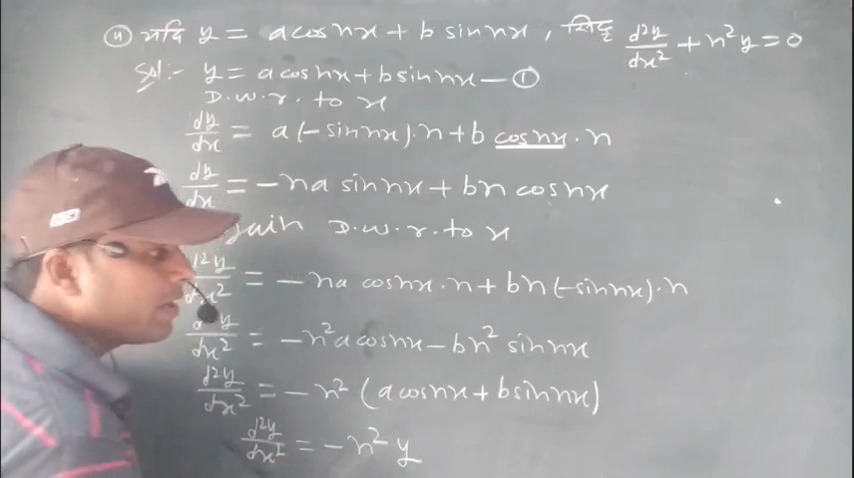 (4) यदि y = a cos nx + b sin nx, सिद्ध d²y/dx² + n²y = 0
Sol:- y = a cos nx + b sin nx — ①
D.w.r. to x
dy/dx = a(-sin nx).n + b cos nx . n
dy/dx = -na sin nx + bn cos nx
gain D.w.r. to x
d²y/dx² = -na cos nx . n + bn(-sin nx).n
d²y/dx² = -n²a cos nx - bn² sin nx
d²y/dx² = -n² (a cos nx + b sin nx)
d²y/dx² = -n² y